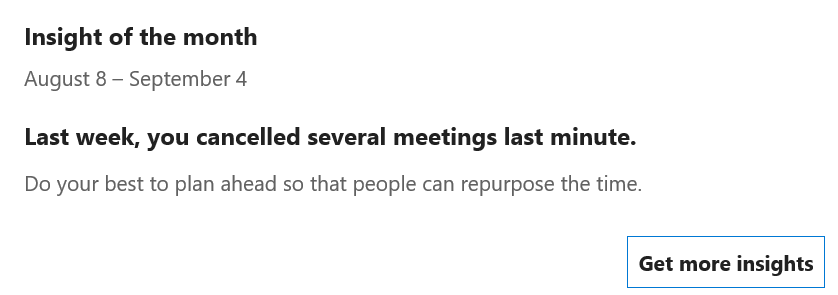 Insight of the month
August 8 – September 4
Last week, you cancelled several meetings last minute.
Do your best to plan ahead so that people can repurpose the time.
Get more insights